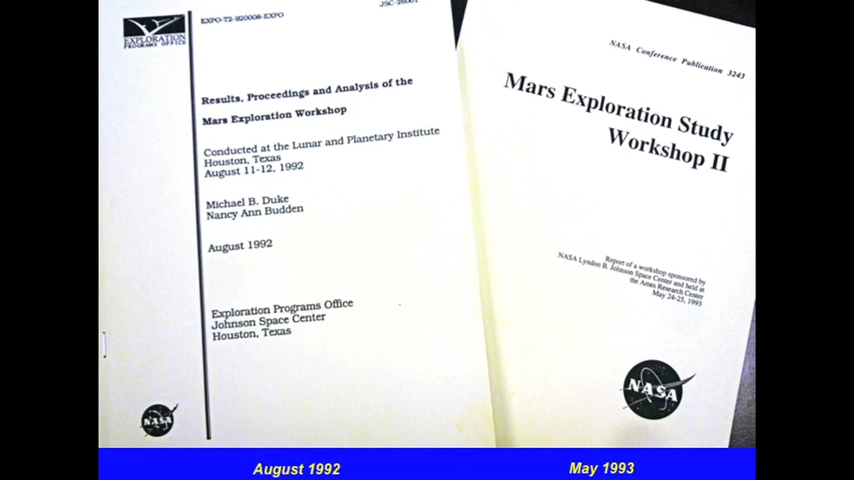 EXPLORATION
PROGRAMS OFFICE
EXPO-T2-920008-EXPO
Results, Proceedings and Analysis of the
Mars Exploration Workshop
Conducted at the Lunar and Planetary Institute
Houston, Texas
August 11-12, 1992
Michael B. Duke
Nancy Ann Budden
August 1992
Exploration Programs Office
Johnson Space Center
Houston, Texas
NASA
NASA Conference Publication 3243
Mars Exploration Study
Workshop II
Report of a workshop sponsored by
NASA Lyndon B. Johnson Space Center and held at
the Ames Research Center
May 24-25, 1993
NASA
August 1992
May 1993